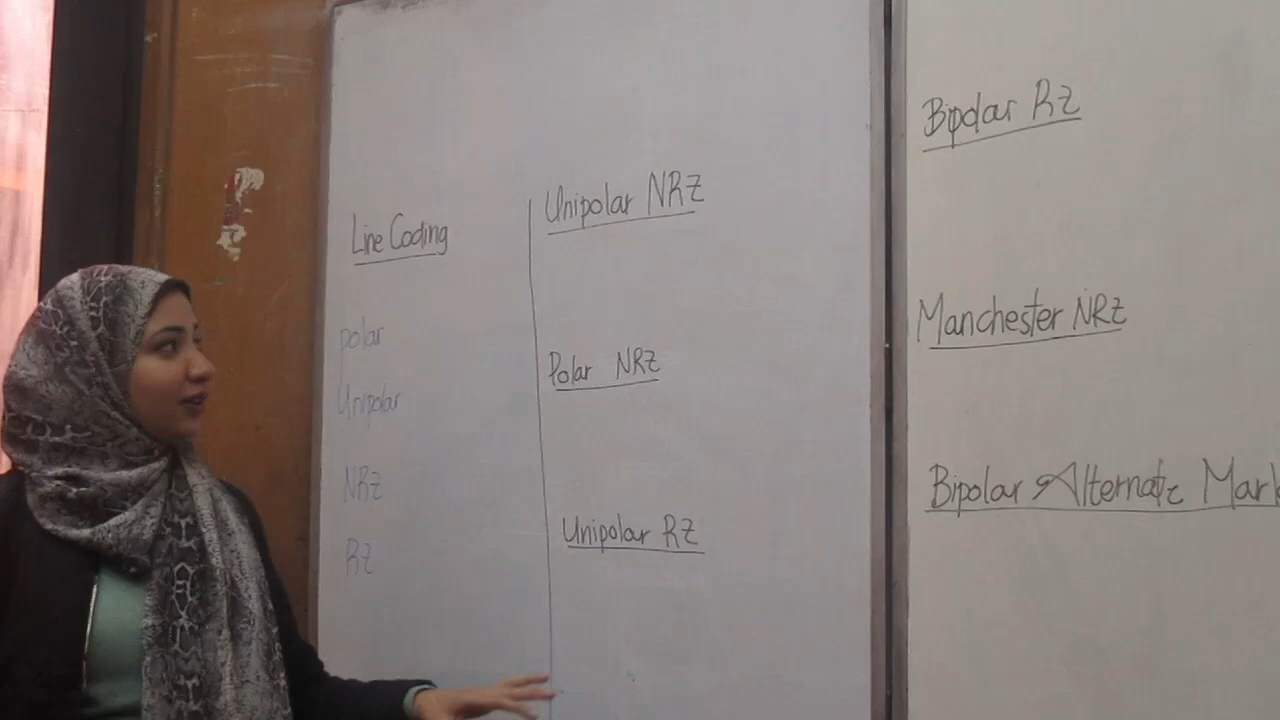 Line Coding
polar
Unipolar
NRZ
RZ
Unipolar NRZ
Polar NRZ
Unipolar RZ
Bipolar RZ
Manchester NRZ
Bipolar Alternate Mark